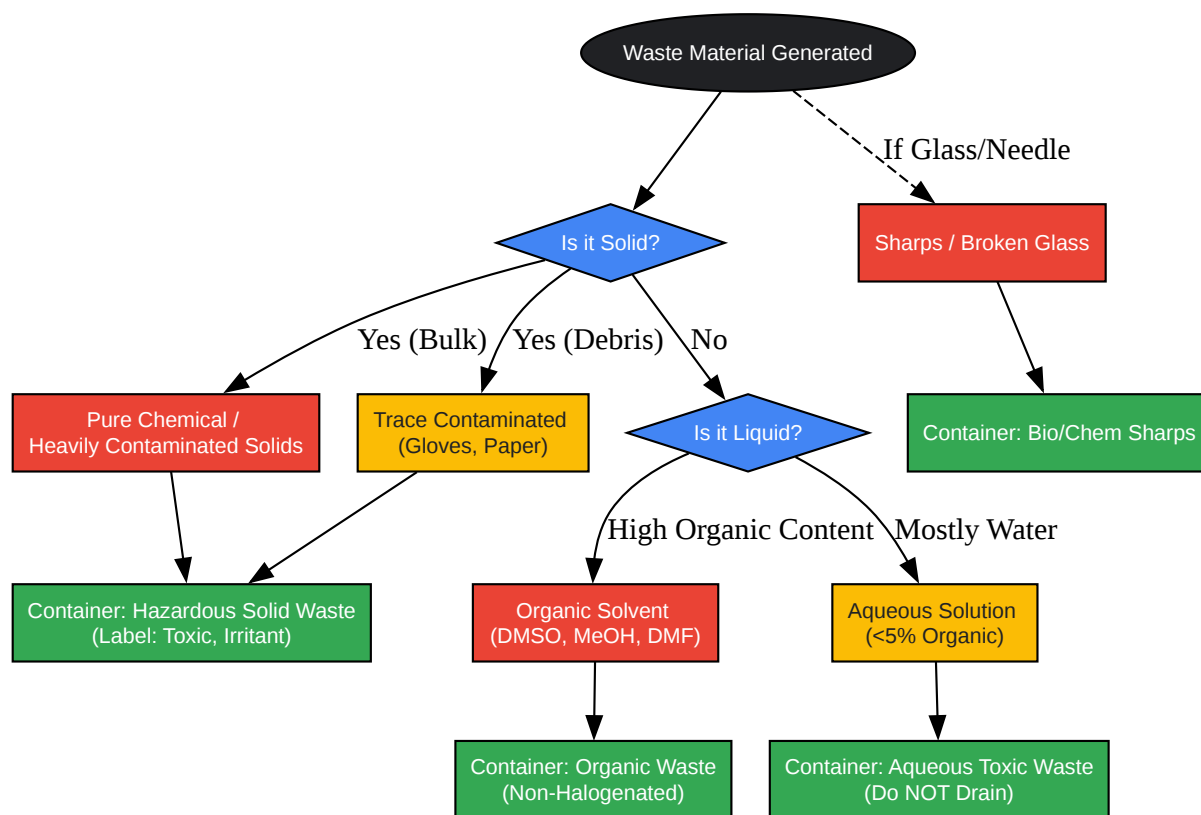 Waste Material Generated
If Glass/Needle
Is it Solid?
Sharps / Broken Glass
Yes (Bulk)
Yes (Debris)
No
Pure Chemical /
Heavily Contaminated Solids
Trace Contaminated
(Gloves, Paper)
Is it Liquid?
Container: Bio/Chem Sharps
High Organic Content
Mostly Water
Container: Hazardous Solid Waste
(Label: Toxic, Irritant)
Organic Solvent
(DMSO, MeOH, DMF)
Aqueous Solution
(<5% Organic)
Container: Organic Waste
(Non-Halogenated)
Container: Aqueous Toxic Waste
(Do NOT Drain)